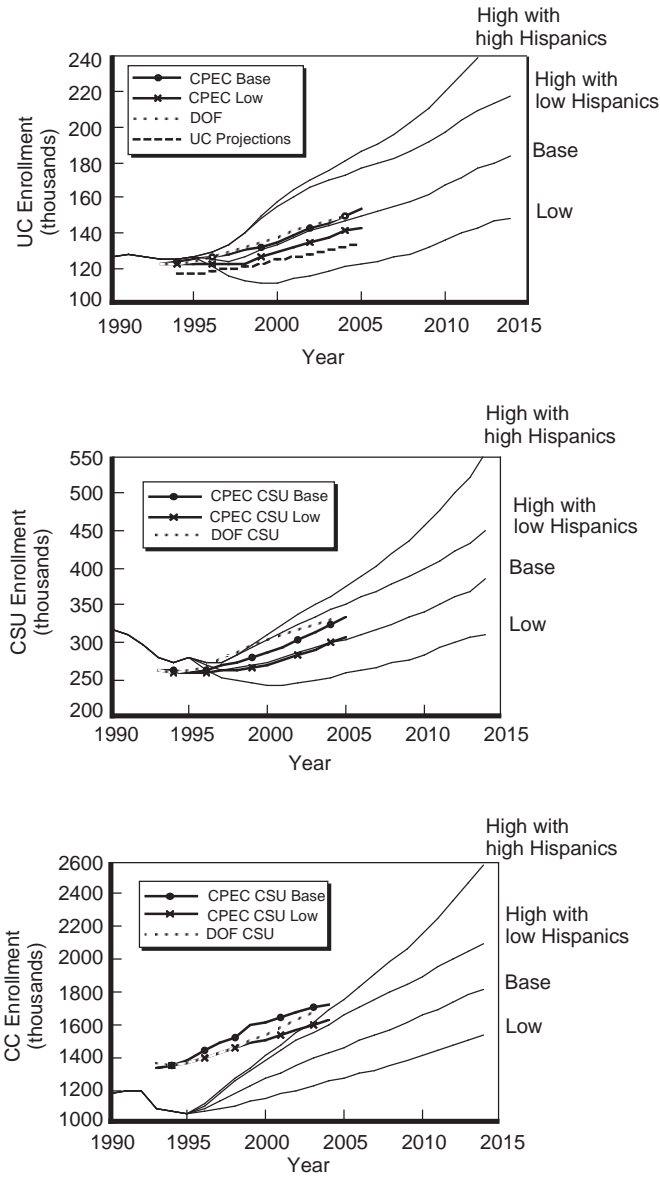 High with
high Hispanics
240
220
200
180
160
140
120
100
UC Enrollment
(thousands)
CPEC Base
CPEC Low
DOF
UC Projections
High with
low Hispanics
Base
Low
1990 1995 2000 2005 2010 2015
Year
High with
high Hispanics
550
500
450
400
350
300
250
200
CSU Enrollment
(thousands)
CPEC CSU Base
CPEC CSU Low
DOF CSU
High with
low Hispanics
Base
Low
1990 1995 2000 2005 2010 2015
Year
High with
high Hispanics
2600
2400
2200
2000
1800
1600
1400
1200
1000
CC Enrollment
(thousands)
CPEC CSU Base
CPEC CSU Low
DOF CSU
High with
low Hispanics
Base
Low
1990 1995 2000 2005 2010 2015
Year